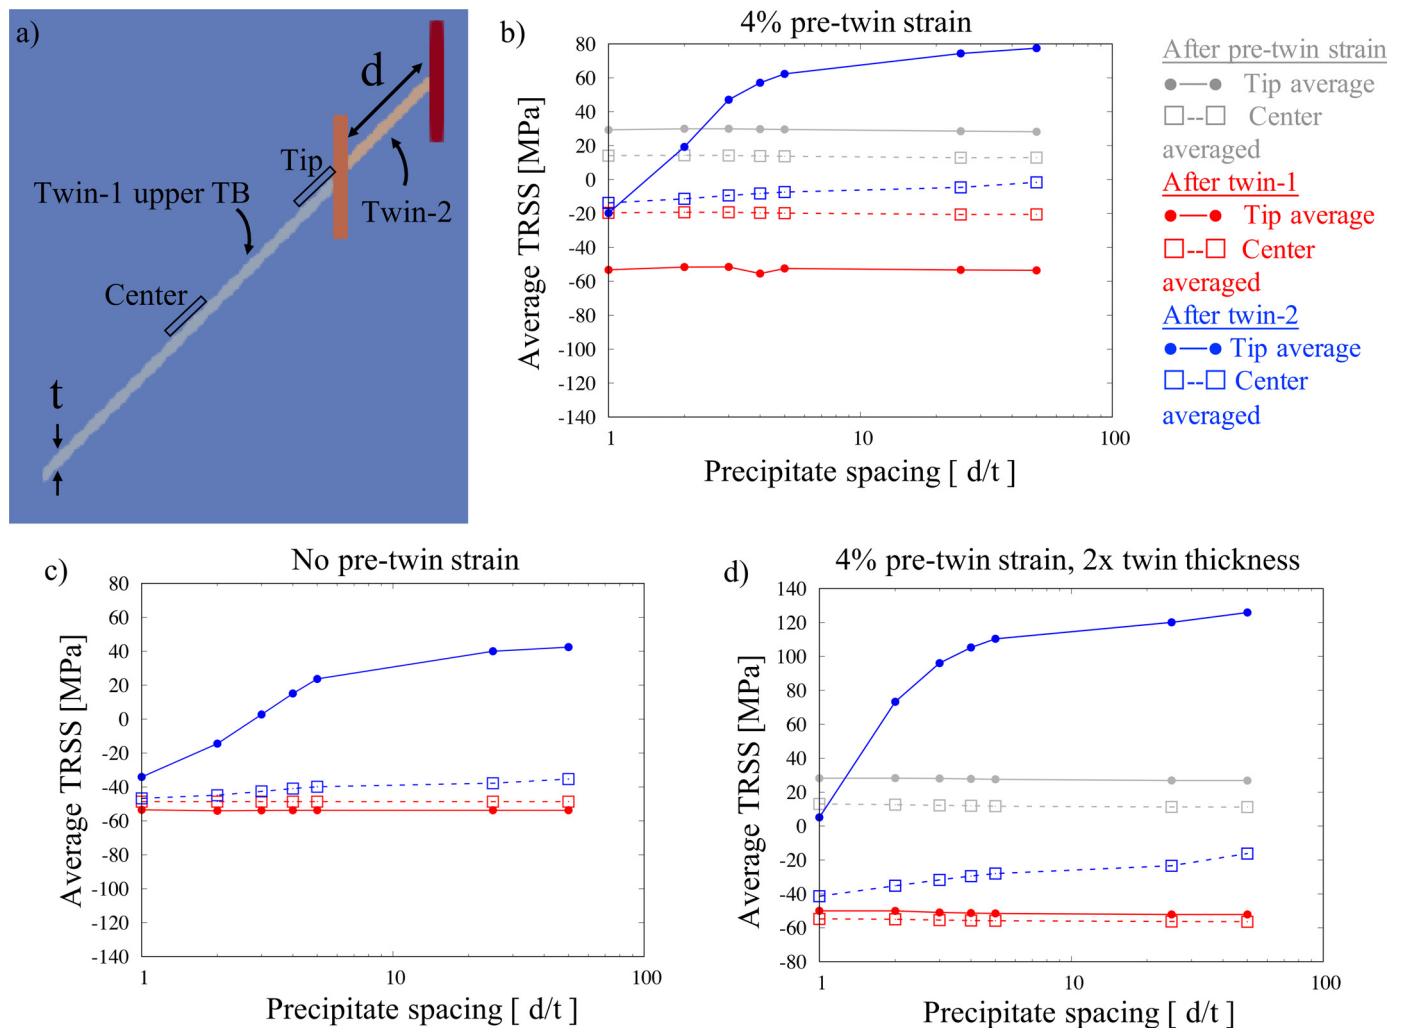 a)
d
Tip
Twin-1 upper TB
Twin-2
Center
t
b)
4% pre-twin strain
Average TRSS [MPa]
80
60
40
20
0
-20
-40
-60
-80
-100
-120
-140
1
10
100
Precipitate spacing [ d/t ]
After pre-twin strain
Tip average
Center
averaged
After twin-1
Tip average
Center
averaged
After twin-2
Tip average
Center
averaged
c)
No pre-twin strain
Average TRSS [MPa]
80
60
40
20
0
-20
-40
-60
-80
-100
-120
-140
1
10
100
Precipitate spacing [ d/t ]
d)
4% pre-twin strain, 2x twin thickness
Average TRSS [MPa]
140
120
100
80
60
40
20
0
-20
-40
-60
-80
1
10
100
Precipitate spacing [ d/t ]